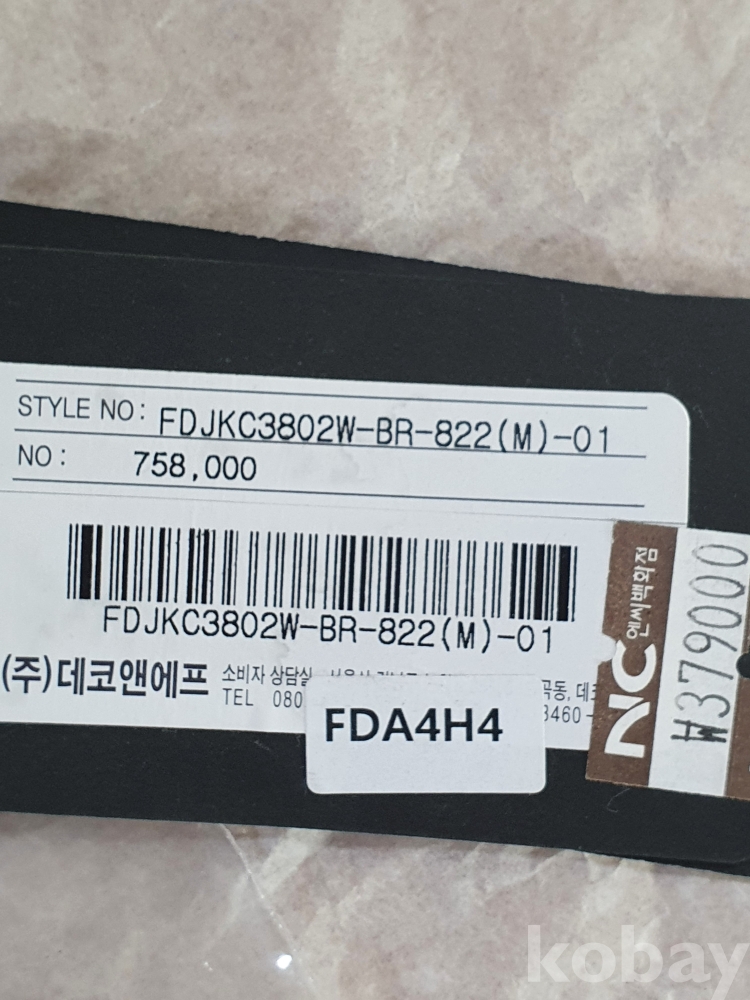 STYLE NO: FDJKC3802W-BR-822(M)-01
NO: 758,000
FDJKC3802W-BR-822(M)-01
(주)데코앤에프 소비자 상담실
TEL 080
곡동, 데코
3460-
FDA4H4
NC 엔씨백화점
₩379000
kobay